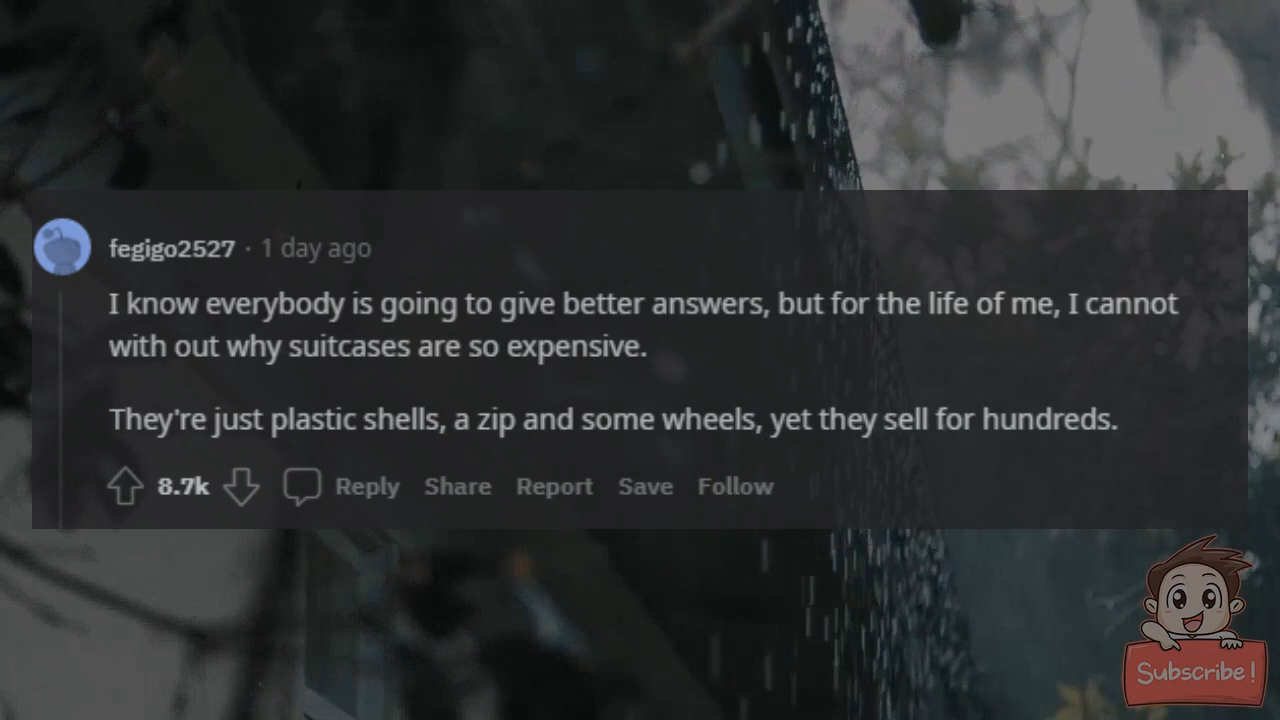 fegigo2527 · 1 day ago
I know everybody is going to give better answers, but for the life of me, I cannot
with out why suitcases are so expensive.
They're just plastic shells, a zip and some wheels, yet they sell for hundreds.
8.7k Reply Share Report Save Follow
Subscribe!